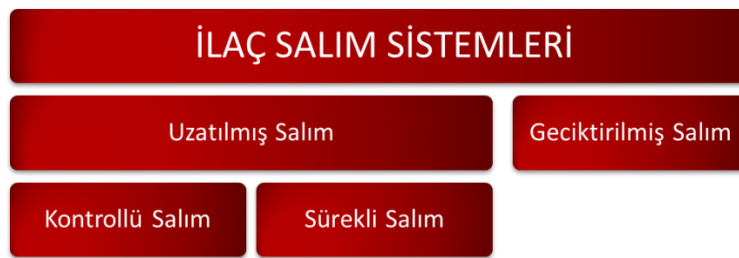 İLAÇ SALIM SİSTEMLERİ
Uzatılmış Salım
Geciktirilmiş Salım
Kontrollü Salım
Sürekli Salım